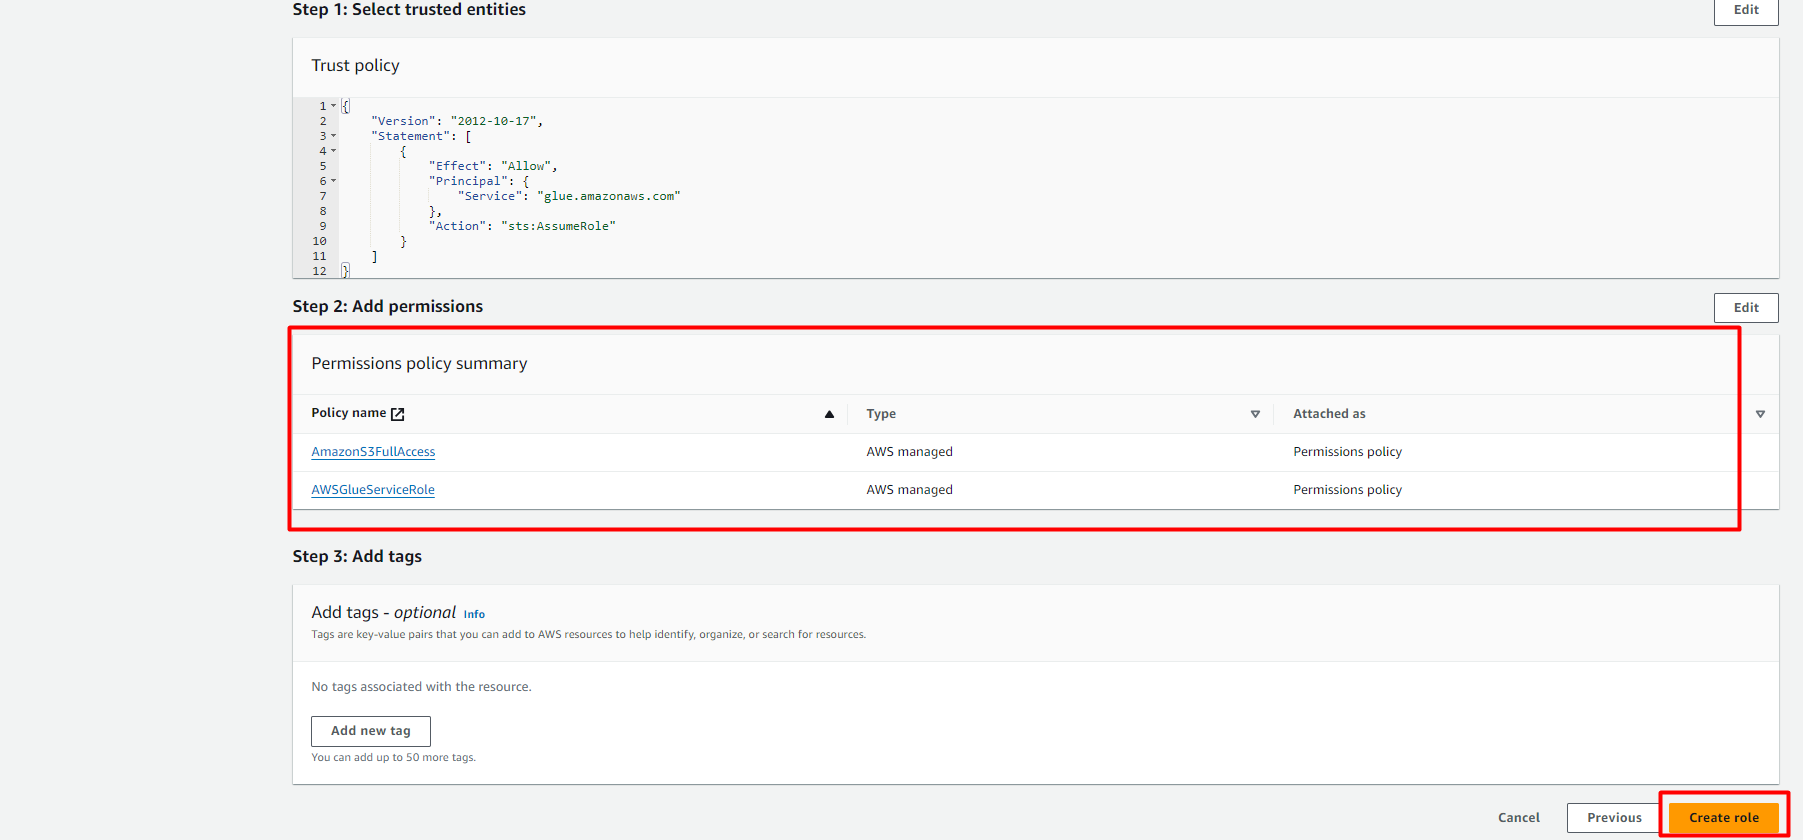 Step 1: Select trusted entities
Edit
Trust policy
1 {
2 "Version": "2012-10-17",
3 "Statement": [
4 {
5 "Effect": "Allow",
6 "Principal": {
7 "Service": "glue.amazonaws.com"
8 },
9 "Action": "sts:AssumeRole"
10 }
11 ]
12 }
Step 2: Add permissions
Edit
Permissions policy summary
Policy name Type Attached as
AmazonS3FullAccess AWS managed Permissions policy
AWSGlueServiceRole AWS managed Permissions policy
Step 3: Add tags
Add tags - optional Info
Tags are key-value pairs that you can add to AWS resources to help identify, organize, or search for resources.
No tags associated with the resource.
Add new tag
You can add up to 50 more tags.
Cancel Previous Create role